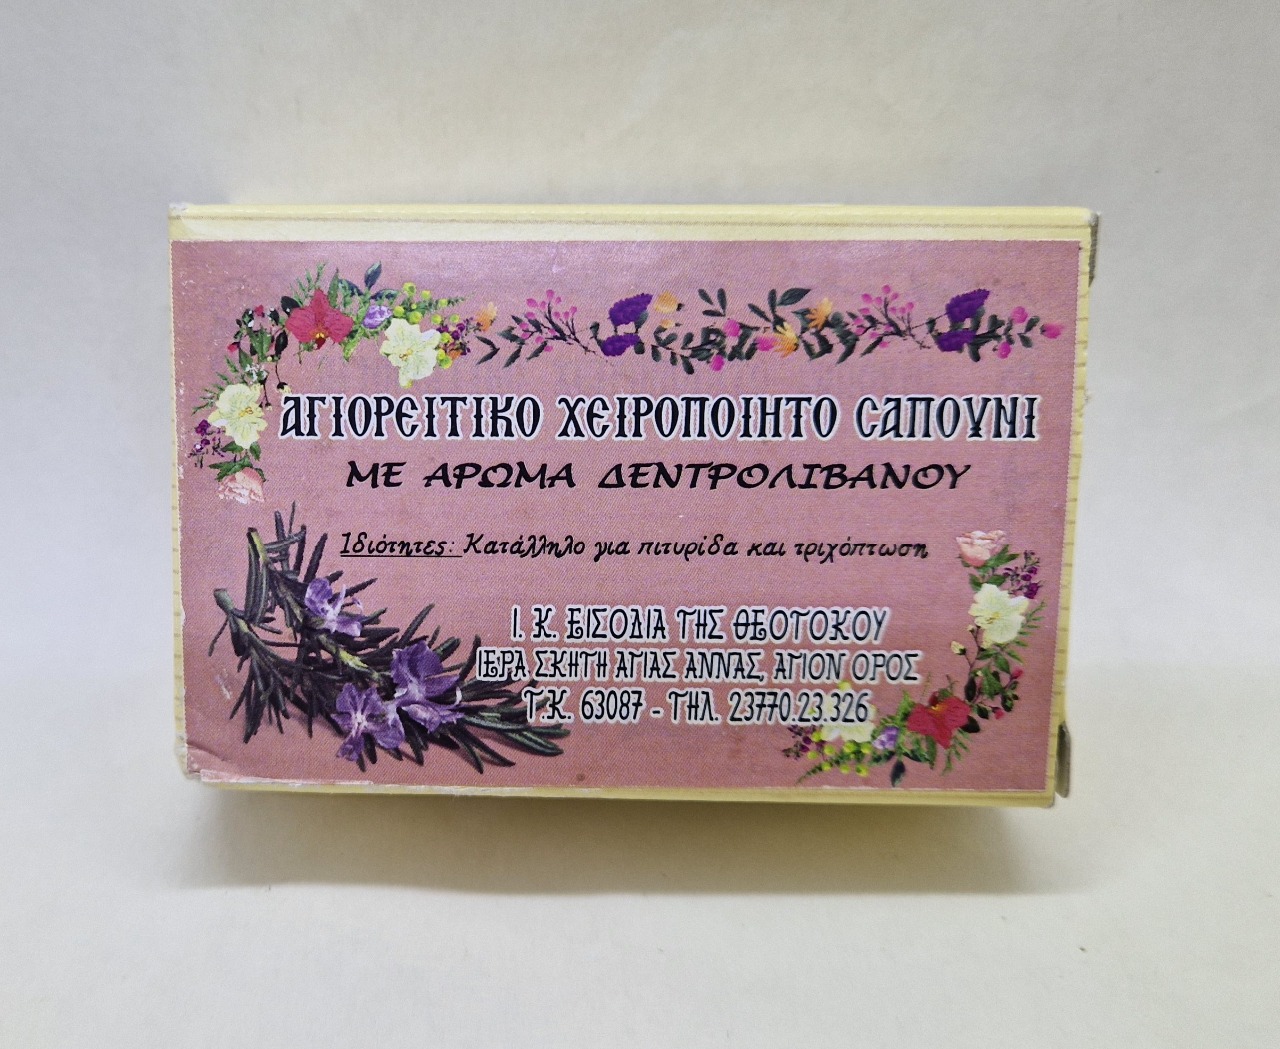 ΑΓΙΟΡΕΙΤΙΚΟ ΧΕΙΡΟΠΟΙΗΤΟ ΣΑΠΟΥΝΙ
ΜΕ ΑΡΩΜΑ ΔΕΝΤΡΟΛΙΒΑΝΟΥ
Ιδιότητες: Κατάλληλο για πιτυρίδα και τριχόπτωση
Ι. Κ. ΕΙΣΟΔΙΑ ΤΗΣ ΘΕΟΤΟΚΟΥ
ΙΕΡΑ ΣΚΗΤΗ ΑΓΙΑΣ ΑΝΝΑΣ, ΑΓΙΟΝ ΟΡΟΣ
Τ.Κ. 63087 - ΤΗΛ. 23770.23.326